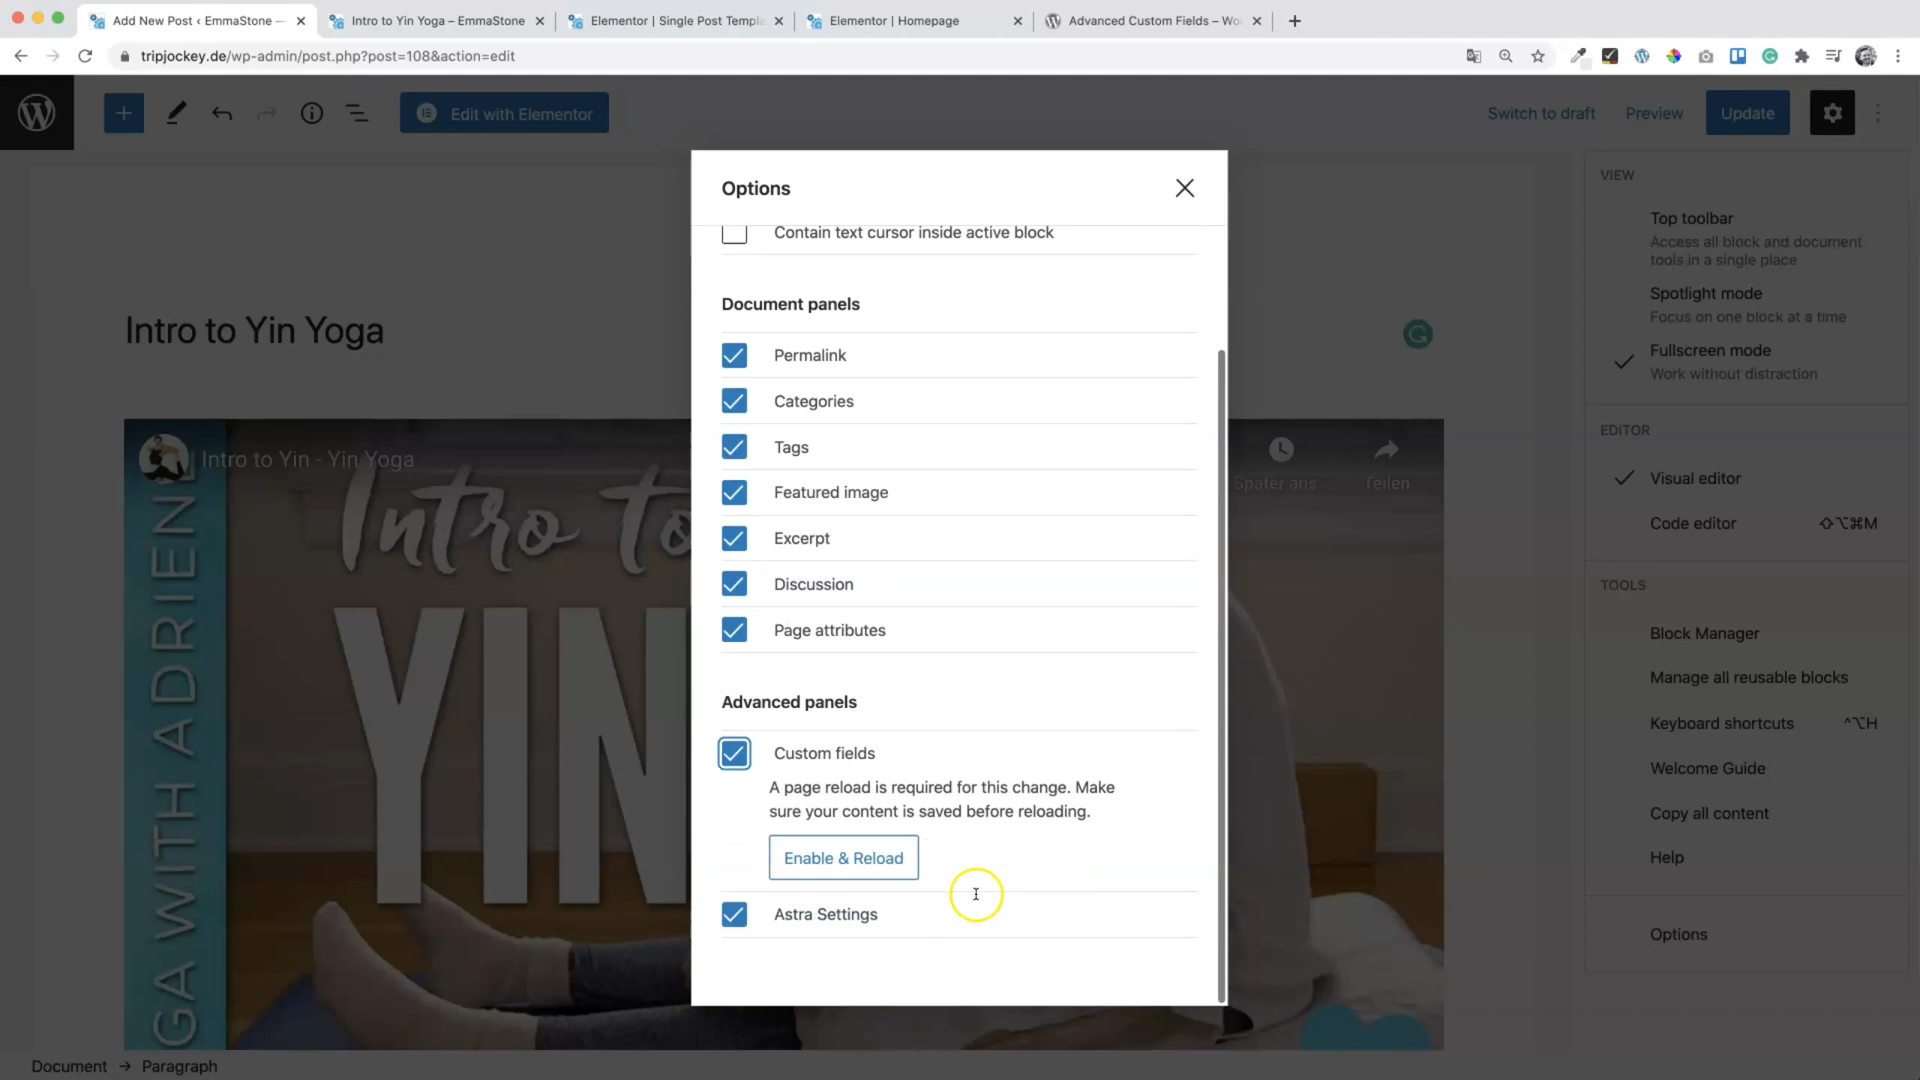 Add New Post ‹ EmmaStone —
Intro to Yin Yoga – EmmaStone
Elementor | Single Post Templa
Elementor | Homepage
Advanced Custom Fields – Wo
tripjockey.de/wp-admin/post.php?post=108&action=edit
Edit with Elementor
Switch to draft
Preview
Update
Options
Contain text cursor inside active block
Document panels
Permalink
Categories
Tags
Featured image
Excerpt
Discussion
Page attributes
Advanced panels
Custom fields
A page reload is required for this change. Make
sure your content is saved before reloading.
Enable & Reload
Astra Settings
Intro to Yin Yoga
Intro to Yin - Yin Yoga
Intro to
YIN
GA WITH ADRIENE
Später ans...
Teilen
VIEW
Top toolbar
Access all block and document
tools in a single place
Spotlight mode
Focus on one block at a time
Fullscreen mode
Work without distraction
EDITOR
Visual editor
Code editor ⇧⌥⌘M
TOOLS
Block Manager
Manage all reusable blocks
Keyboard shortcuts ^⌥H
Welcome Guide
Copy all content
Help
Options
Document → Paragraph